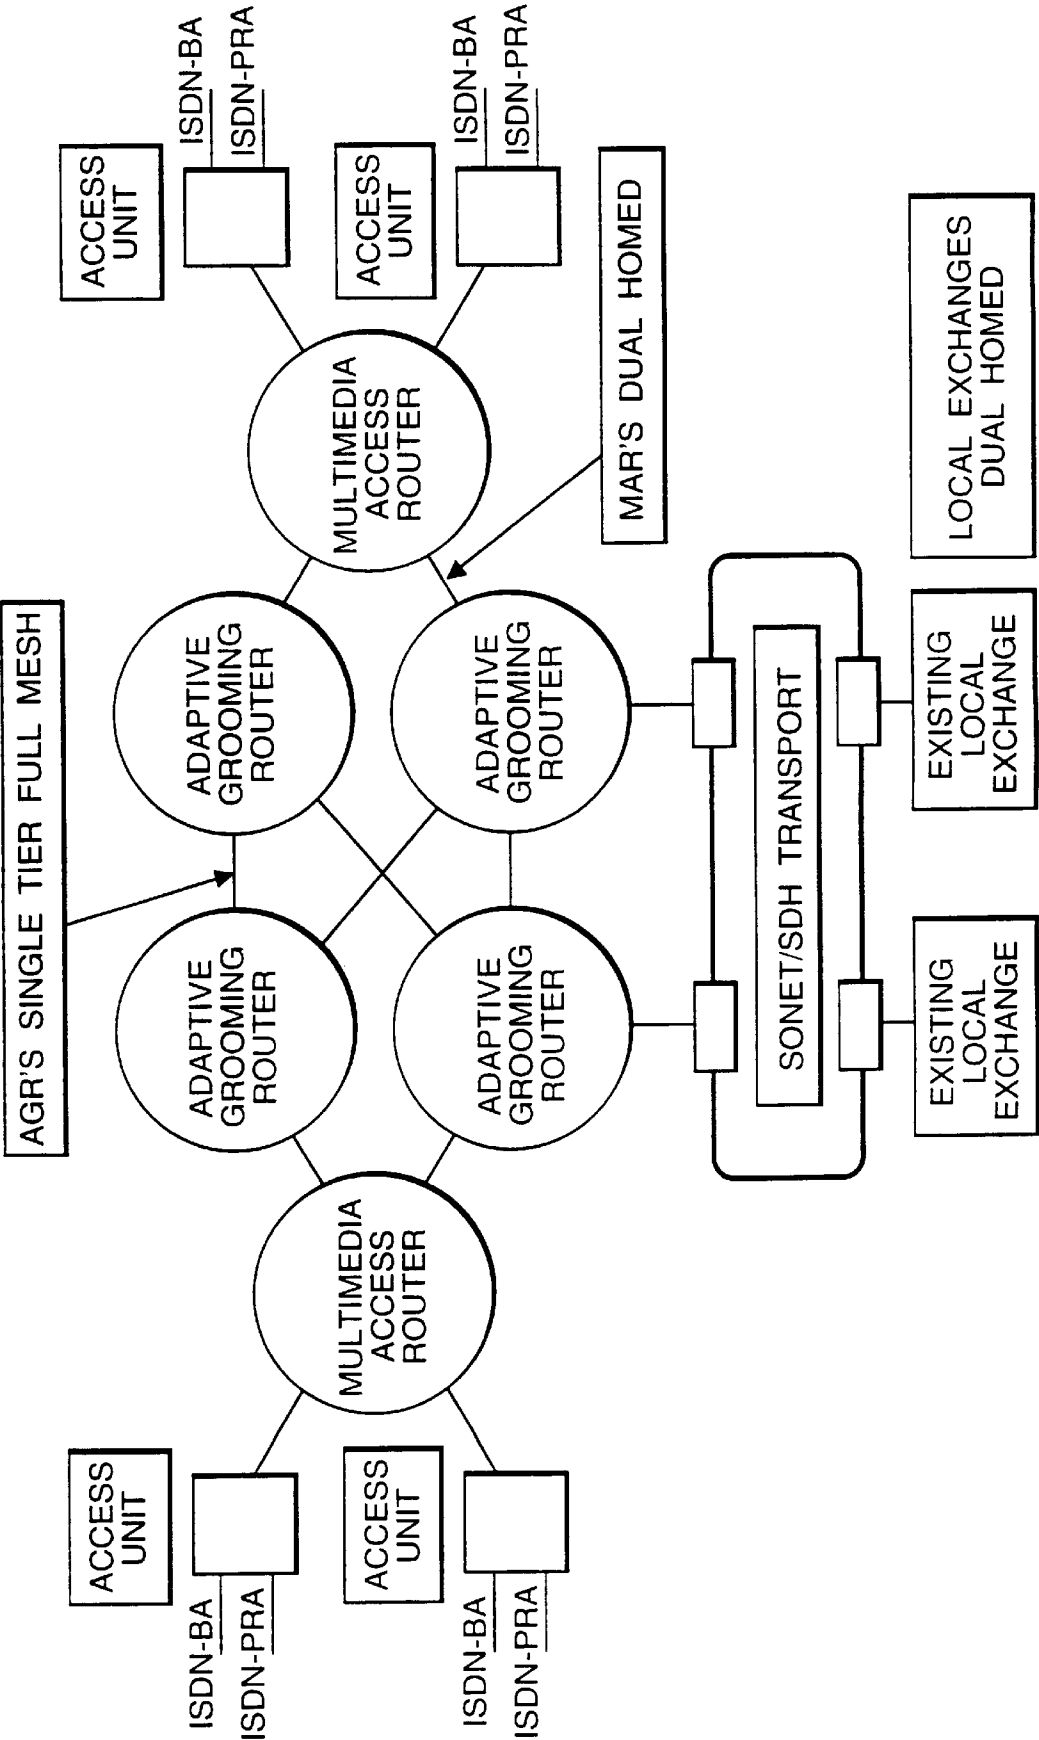 AGR'S SINGLE TIER FULL MESH
ACCESS
UNIT
ISDN-BA
ISDN-PRA
ACCESS
UNIT
ISDN-BA
ISDN-PRA
MULTIMEDIA
ACCESS
ROUTER
ADAPTIVE
GROOMING
ROUTER
ADAPTIVE
GROOMING
ROUTER
ADAPTIVE
GROOMING
ROUTER
ADAPTIVE
GROOMING
ROUTER
MULTIMEDIA
ACCESS
ROUTER
ACCESS
UNIT
ISDN-BA
ISDN-PRA
ACCESS
UNIT
ISDN-BA
ISDN-PRA
MAR'S DUAL HOMED
SONET/SDH TRANSPORT
EXISTING
LOCAL
EXCHANGE
EXISTING
LOCAL
EXCHANGE
LOCAL EXCHANGES
DUAL HOMED